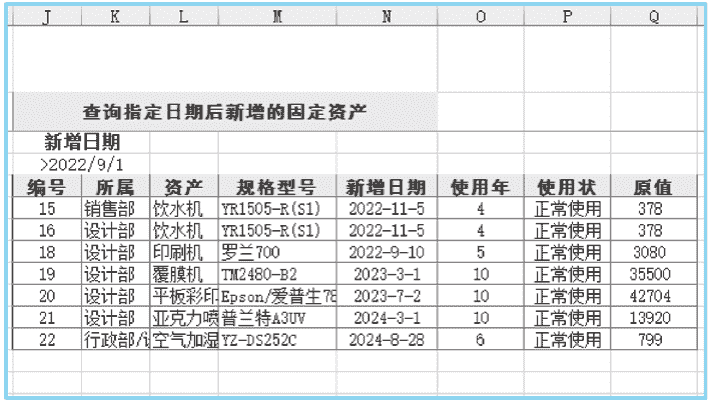 J K L M N O P Q
查询指定日期后新增的固定资产
新增日期
>2022/9/1
编号 所属 资产 规格型号 新增日期 使用年 使用状 原值
15 销售部 饮水机 YR1505-R(S1) 2022-11-5 4 正常使用 378
16 设计部 饮水机 YR1505-R(S1) 2022-11-5 4 正常使用 378
18 设计部 印刷机 罗兰700 2022-9-10 5 正常使用 3080
19 设计部 覆膜机 TM2480-B2 2023-3-1 10 正常使用 35500
20 设计部 平板彩印 Epson/爱普生78 2023-7-2 10 正常使用 42704
21 设计部 亚克力喷 普兰特A3UV 2024-3-1 10 正常使用 13920
22 行政部/ 空气加湿 YZ-DS252C 2024-8-28 6 正常使用 799